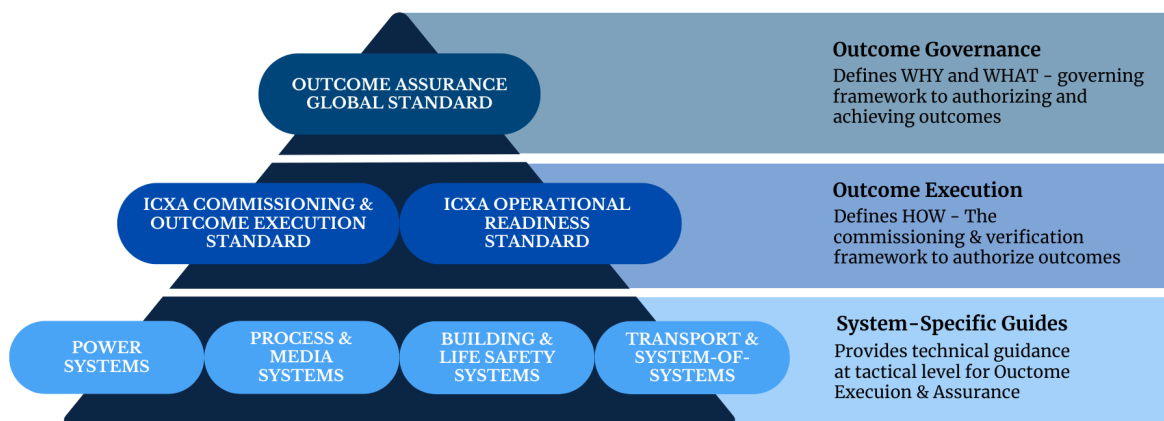 OUTCOME ASSURANCE
GLOBAL STANDARD
Outcome Governance
Defines WHY and WHAT - governing
framework to authorizing and
achieving outcomes
ICXA COMMISSIONING &
OUTCOME EXECUTION
STANDARD
ICXA OPERATIONAL
READINESS
STANDARD
Outcome Execution
Defines HOW - The
commissioning & verification
framework to authorize outcomes
POWER
SYSTEMS
PROCESS &
MEDIA
SYSTEMS
BUILDING &
LIFE SAFETY
SYSTEMS
TRANSPORT &
SYSTEM-OF-
SYSTEMS
System-Specific Guides
Provides technical guidance
at tactical level for Ouctome
Execuion & Assurance